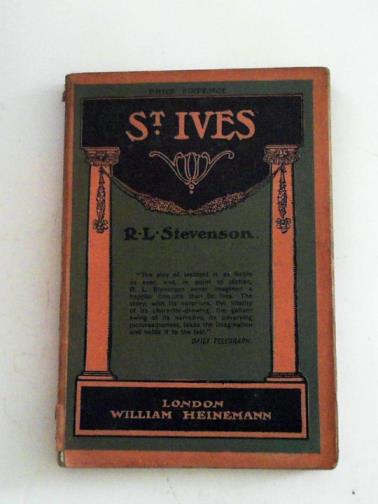 PRICE SIXPENCE
ST. IVES
R·L·Stevenson.
"The play of incident is as facile
as ever, and, in point of diction,
R. L. Stevenson never imagined a
happier than St. Ives. The
story, with its surprises, the vitality
of its character-drawing, the gallant
swing of its narrative, its unvarying
picturesqueness, takes the imagination
and holds it to the last."
DAILY TELEGRAPH.
LONDON
WILLIAM HEINEMANN